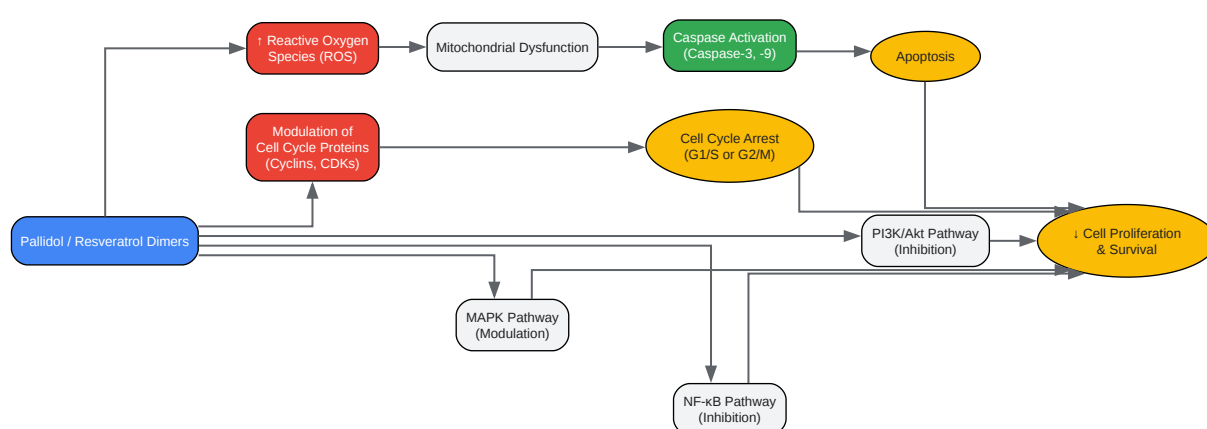 ↑ Reactive Oxygen
Species (ROS)
Mitochondrial Dysfunction
Caspase Activation
(Caspase-3, -9)
Apoptosis
Modulation of
Cell Cycle Proteins
(Cyclins, CDKs)
Cell Cycle Arrest
(G1/S or G2/M)
Pallidol / Resveratrol Dimers
PI3K/Akt Pathway
(Inhibition)
↓ Cell Proliferation
& Survival
MAPK Pathway
(Modulation)
NF-κB Pathway
(Inhibition)